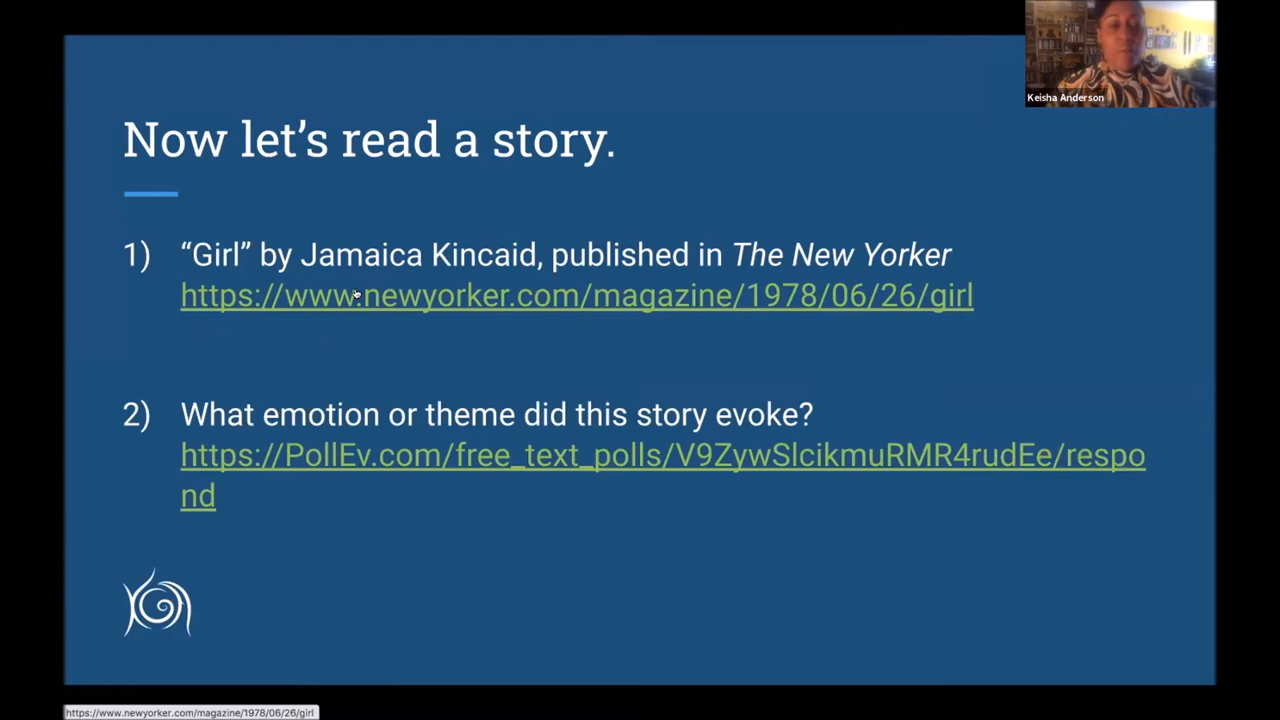 Keisha Anderson
Now let’s read a story.
1) “Girl” by Jamaica Kincaid, published in The New Yorker
https://www.newyorker.com/magazine/1978/06/26/girl
2) What emotion or theme did this story evoke?
https://PollEv.com/free_text_polls/V9ZywSlcikmuRMR4rudEe/respo
nd
https://www.newyorker.com/magazine/1978/06/26/girl